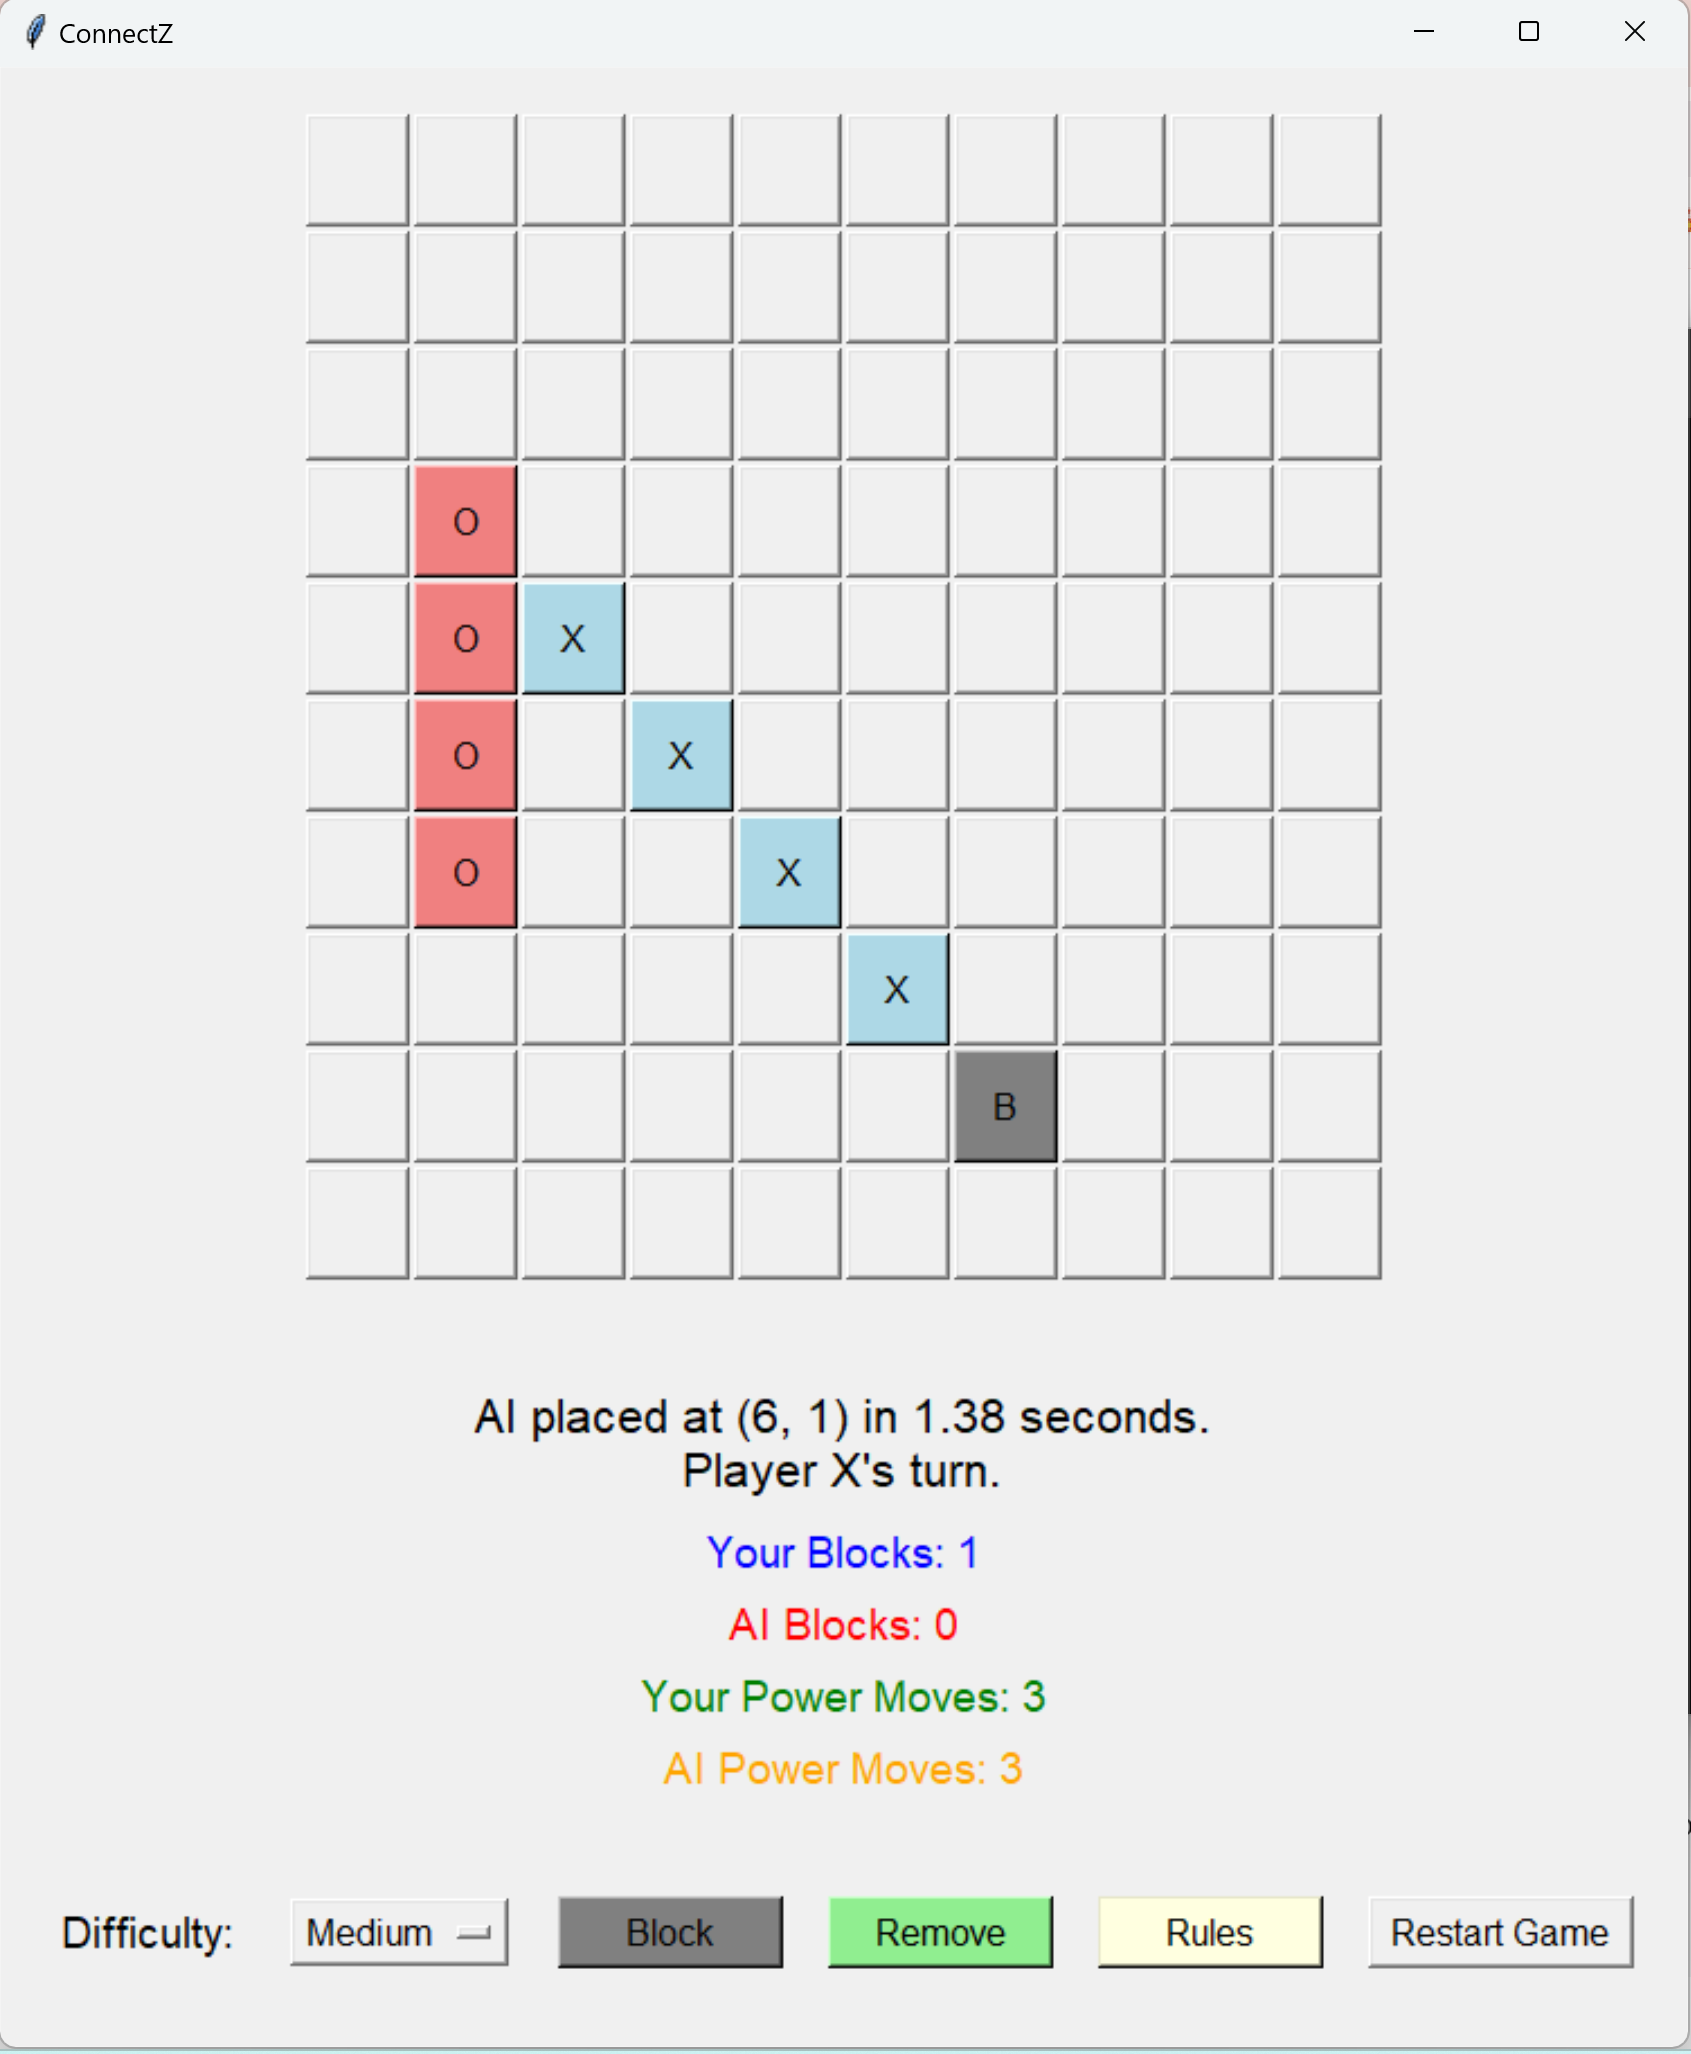 ConnectZ
O
O X
O X
O X
X
B
AI placed at (6, 1) in 1.38 seconds.
Player X's turn.
Your Blocks: 1
AI Blocks: 0
Your Power Moves: 3
AI Power Moves: 3
Difficulty: Medium Block Remove Rules Restart Game